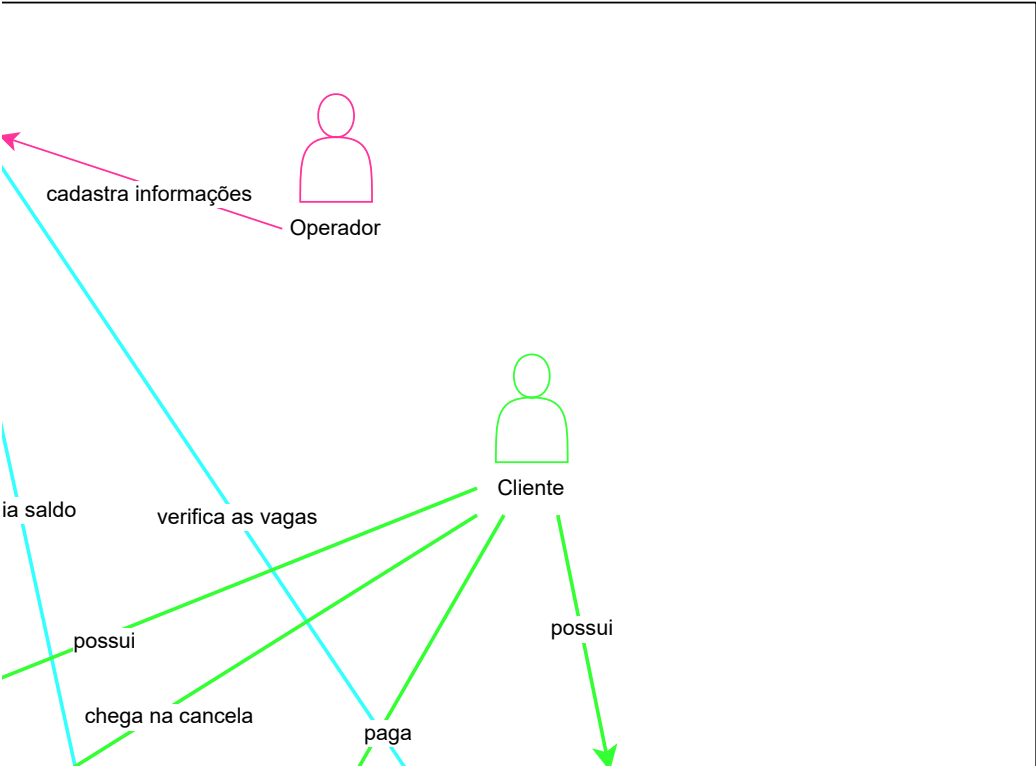 cadastra informações
Operador
Cliente
ia saldo
verifica as vagas
possui
possui
chega na cancela
paga